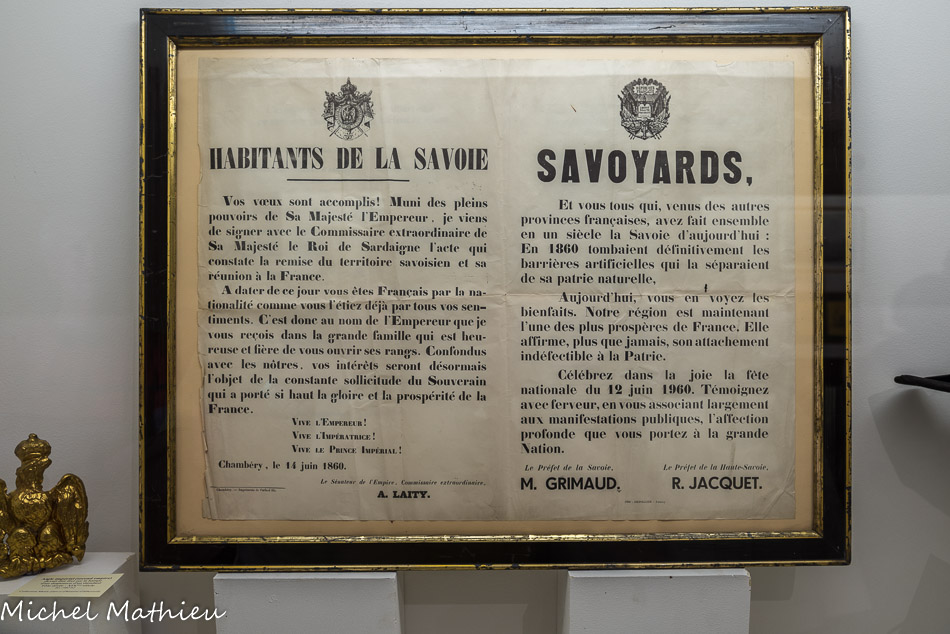 HABITANTS DE LA SAVOIE
Vos vœux sont accomplis! Muni des pleins
pouvoirs de Sa Majesté l'Empereur, je viens
de signer avec le Commissaire extraordinaire de
Sa Majesté le Roi de Sardaigne l'acte qui
constate la remise du territoire savoisien et sa
réunion à la France.
A dater de ce jour vous êtes Français par la na-
tionalité comme vous l'étiez déjà par tous vos sen-
timents. C'est donc au nom de l'Empereur que je
vous reçois dans la grande famille qui est heu-
reuse et fière de vous ouvrir ses rangs. Confondus
avec les nôtres, vos intérêts seront désormais
l'objet de la constante sollicitude du Souverain
qui a porté si haut la gloire et la prospérité de la
France.
VIVE L'EMPEREUR!
VIVE L'IMPÉRATRICE!
VIVE LE PRINCE IMPÉRIAL!
Chambéry, le 14 juin 1860.
Le Sénateur de l'Empire, Commissaire extraordinaire,
A. LAITY.
SAVOYARDS,
Et vous tous qui, venus des autres
provinces françaises, avez fait ensemble
en un siècle la Savoie d'aujourd'hui :
En 1860 tombaient définitivement les
barrières artificielles qui la séparaient
de sa patrie naturelle,
Aujourd'hui, vous en voyez les
bienfaits. Notre région est maintenant
l'une des plus prospères de France. Elle
affirme, plus que jamais, son attachement
indéfectible à la Patrie.
Célébrez dans la joie la fête
nationale du 12 juin 1960. Témoignez
avec ferveur, en vous associant largement
aux manifestations publiques, l'affection
profonde que vous portez à la grande
Nation.
Le Préfet de la Savoie,
M. GRIMAUD.
Le Préfet de la Haute-Savoie,
R. JACQUET.
Michel Mathieu